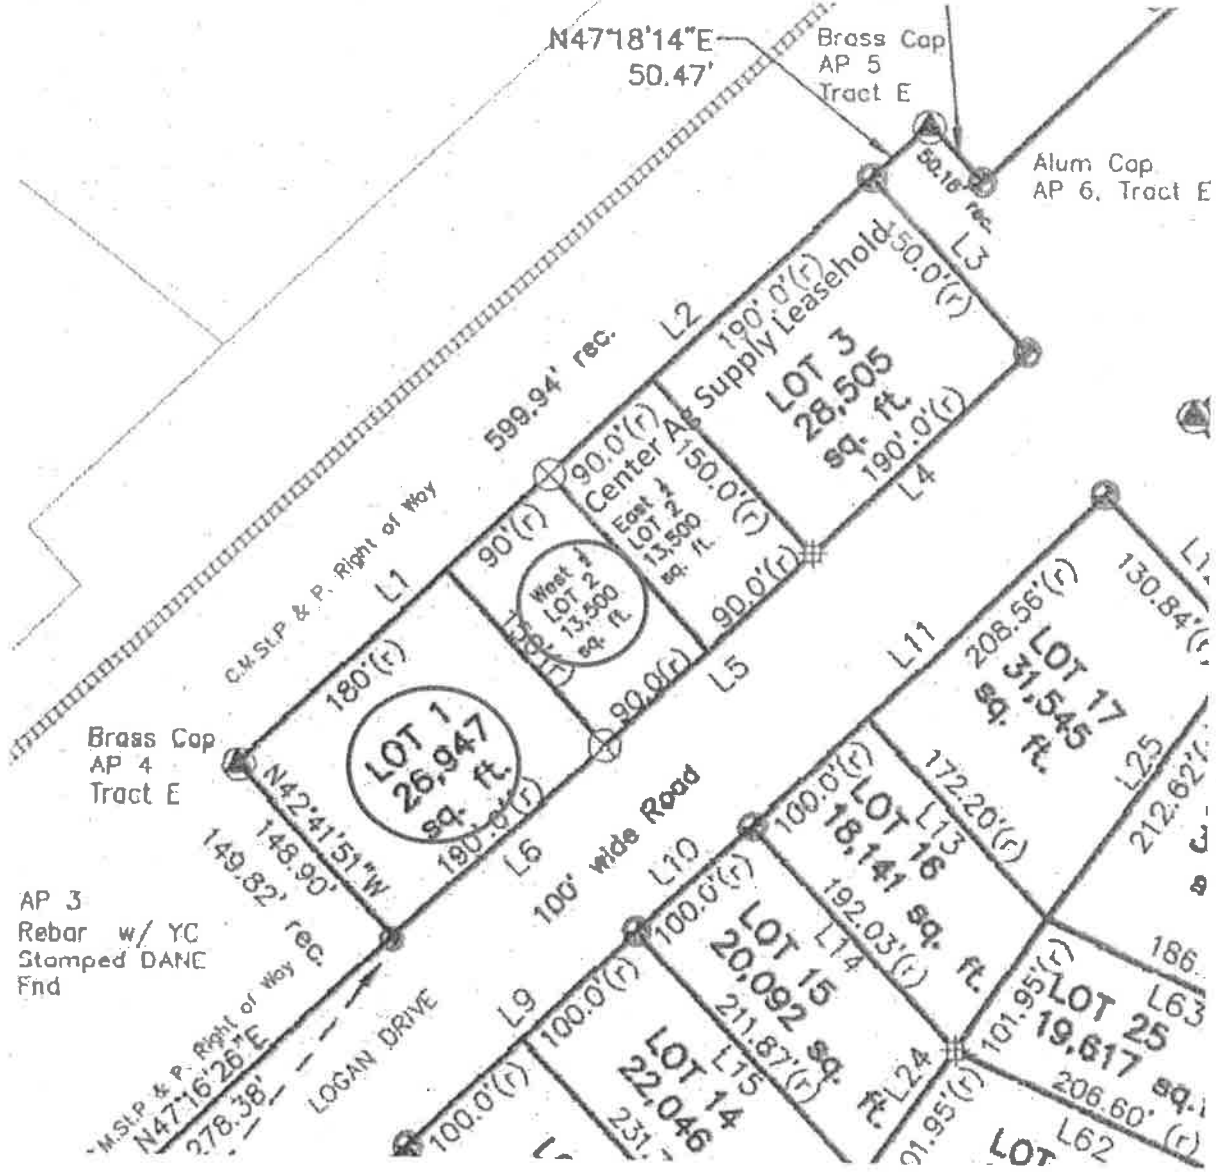 N47°18'14"E
50.47'
Brass Cap
AP 5
Tract E
Alum Cap
AP 6, Tract E
50.16' rec.
L3
150.0'(r)
L2
190'.0'(r)
Center Ag Supply Leasehold
LOT 3
28,505
sq. ft.
190'.0'(r)
L4
599.94' rec.
C.M.St.P & P. Right of Way
L1
90.0'(r)
150.0'(r)
East ½
LOT 2
13,500
sq. ft.
90.0'(r)
L5
90'(r)
West ½
LOT 2
13,500
sq. ft.
90.0(r)
180'(r)
LOT 1
26,947
sq. ft.
190'.0'(r)
L6
Brass Cap
AP 4
Tract E
N42°41'51"W
148.90'
149.82' rec.
AP 3
Rebar w/ YC
Stamped DANE
Fnd
.M.St.P & P. Right of Way
N47°16'26"E
278.38'
LOGAN DRIVE
100' wide Road
L11
208.56'(r)
LOT 17
31,545
sq. ft.
130.84'(r)
L25
212.62'
172.20'(r)
L13
100.0'(r)
LOT 16
18,141 sq. ft.
192.03'(r)
L14
L10
100.0'(r)
LOT 15
20,092 sq. ft.
211.87'(r)
L15
L9
100.0'(r)
LOT 14
22,046
231.
100.0'(r)
L24
101.95'(r)
01.95'(r)
186.
L63
LOT 25
19,617 sq.
206.60' (r)
L62
LOT